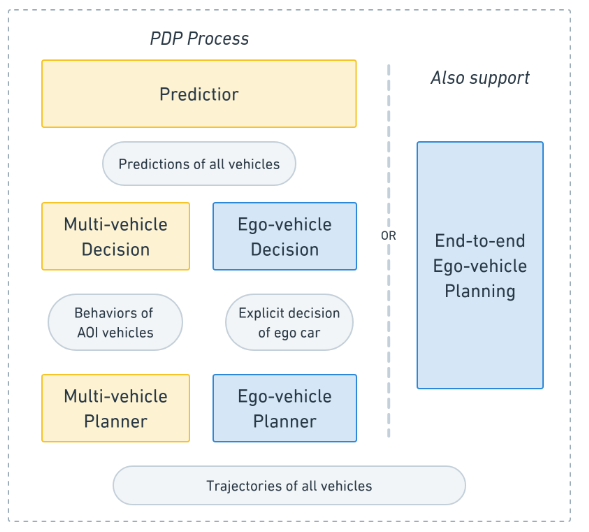 PDP Process
Predictior
Also support
Predictions of all vehicles
Multi-vehicle
Decision
Ego-vehicle
Decision
OR
End-to-end
Ego-vehicle
Planning
Behaviors of
AOI vehicles
Explicit decision
of ego car
Multi-vehicle
Planner
Ego-vehicle
Planner
Trajectories of all vehicles